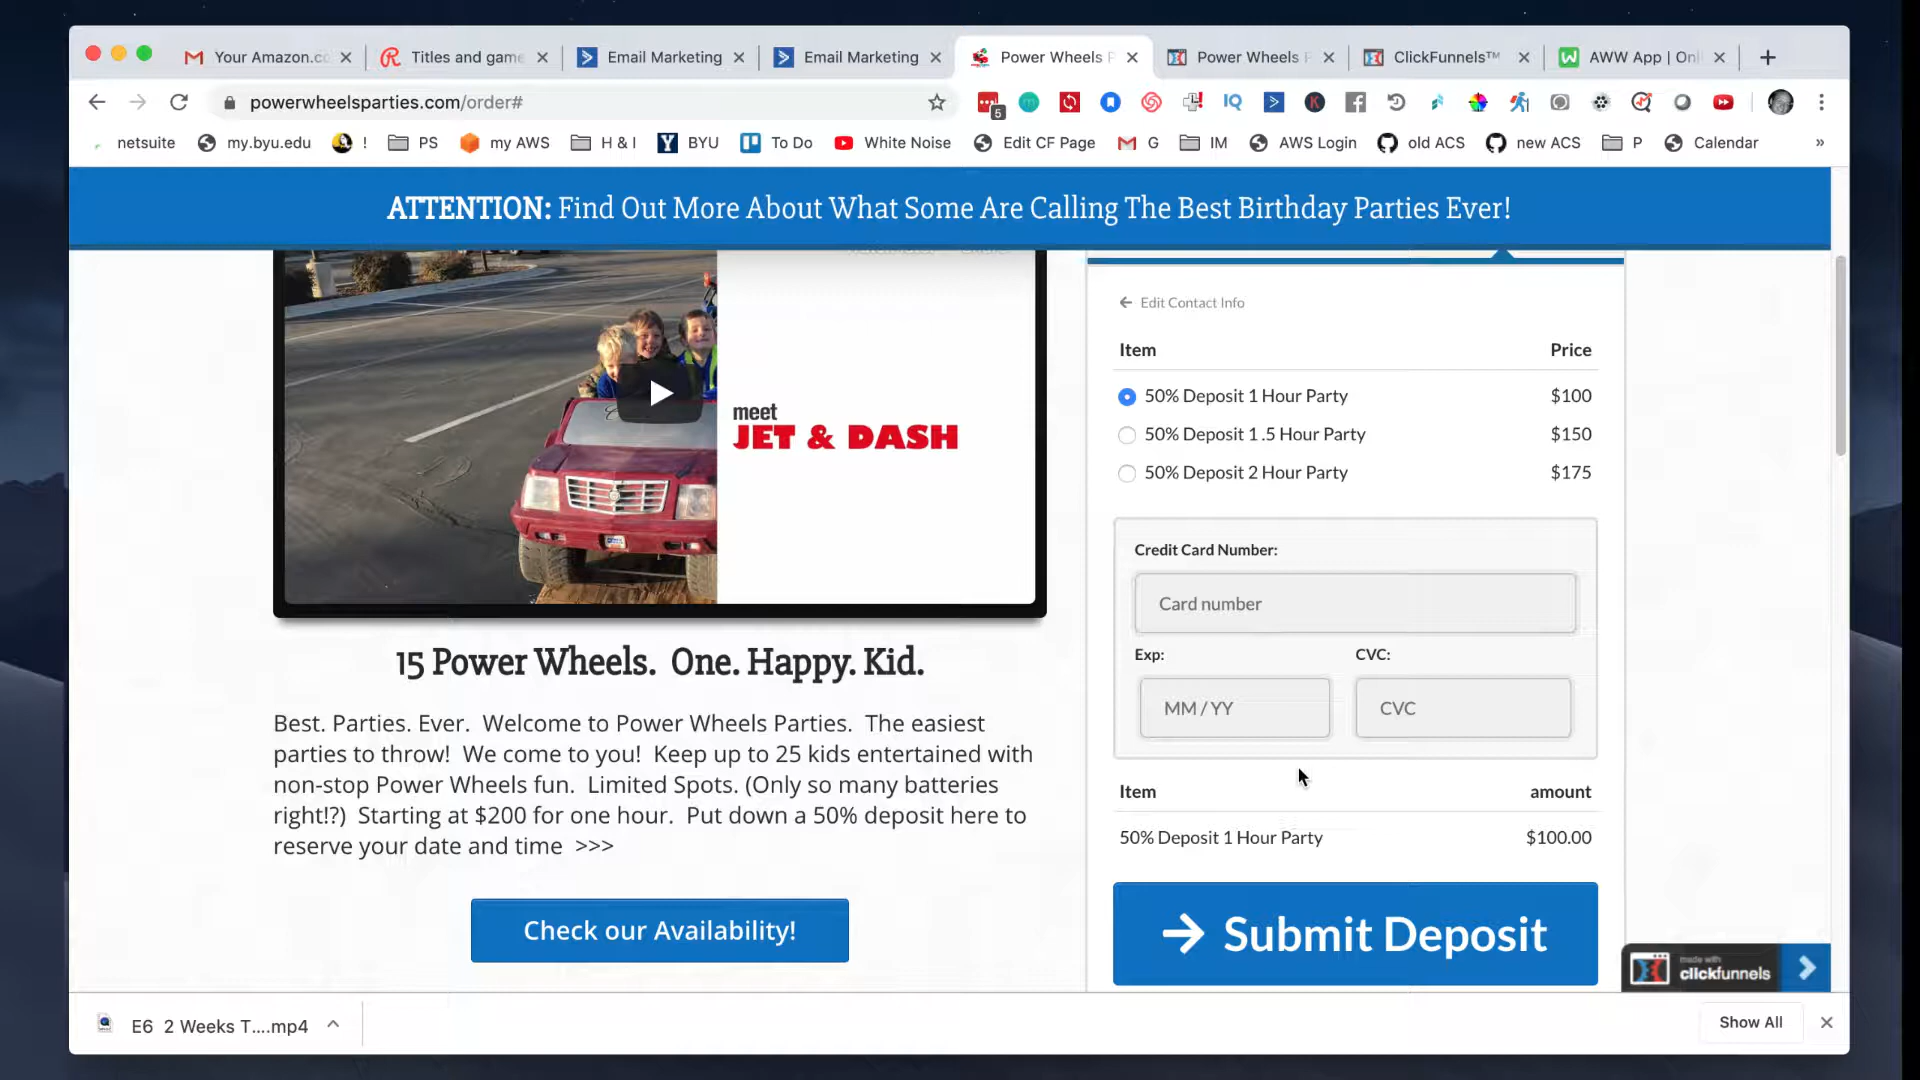 Your Amazon.co
Titles and game
Email Marketing
Email Marketing
Power Wheels P
Power Wheels P
ClickFunnels™
AWW App | Onl
powerwheelsparties.com/order#
5
IQ
K
netsuite
my.byu.edu
!
PS
my AWS
H & I
Y
BYU
To Do
White Noise
Edit CF Page
G
IM
AWS Login
old ACS
new ACS
P
Calendar
»
ATTENTION: Find Out More About What Some Are Calling The Best Birthday Parties Ever!
meet
JET & DASH
Edit Contact Info
Item Price
50% Deposit 1 Hour Party $100
50% Deposit 1 .5 Hour Party $150
50% Deposit 2 Hour Party $175
Credit Card Number:
Card number
Exp: CVC:
MM / YY CVC
Item amount
50% Deposit 1 Hour Party $100.00
Submit Deposit
15 Power Wheels. One. Happy. Kid.
Best. Parties. Ever. Welcome to Power Wheels Parties. The easiest
parties to throw! We come to you! Keep up to 25 kids entertained with
non-stop Power Wheels fun. Limited Spots. (Only so many batteries
right!?) Starting at $200 for one hour. Put down a 50% deposit here to
reserve your date and time >>>
Check our Availability!
made with
clickfunnels
E6 2 Weeks T....mp4
Show All